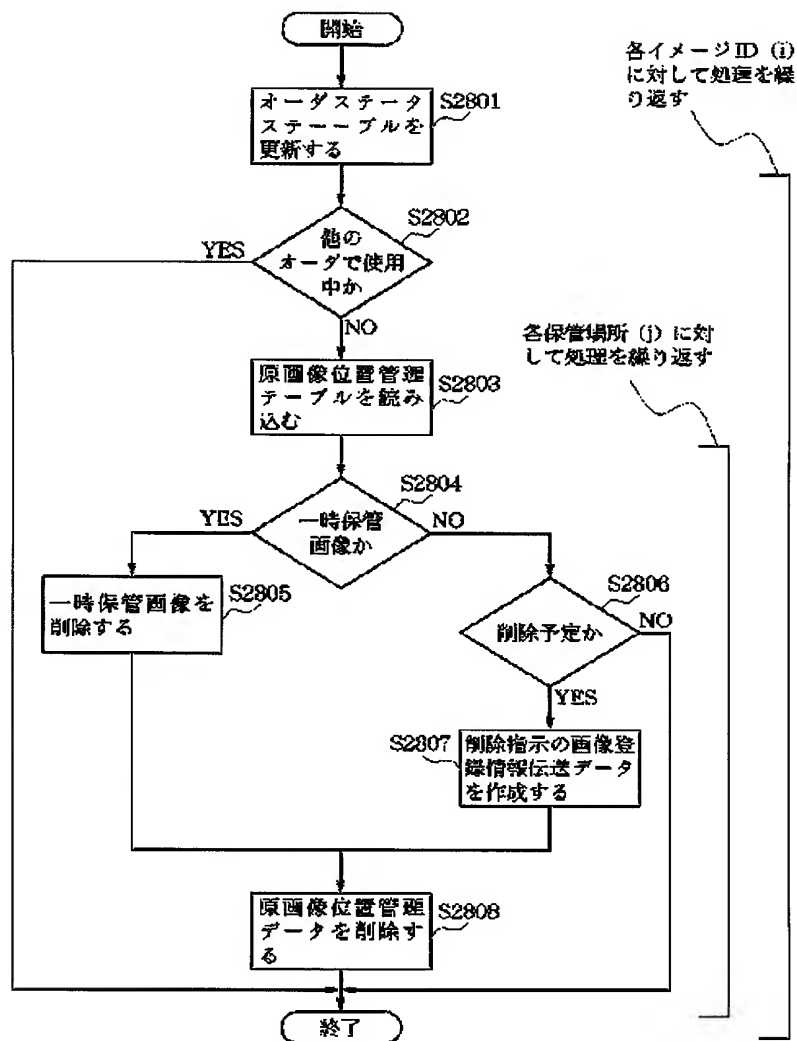 開始
各イメージID (i)
に対して処理を繰
り返す
オーダステータ
ステーブルを
更新する
S2801
S2802
他の
オーダで使用
中か
YES
NO
各保管場所 (j) に対
して処理を繰り返す
原画像位置管理
テーブルを読み
込む
S2803
S2804
一時保管
画像か
YES
NO
一時保管画像を
削除する
S2805
S2806
削除予定か
NO
YES
S2807
削除指示の画像登
録情報伝送データ
を作成する
原画像位置管理
データを削除す
る
S2808
終了